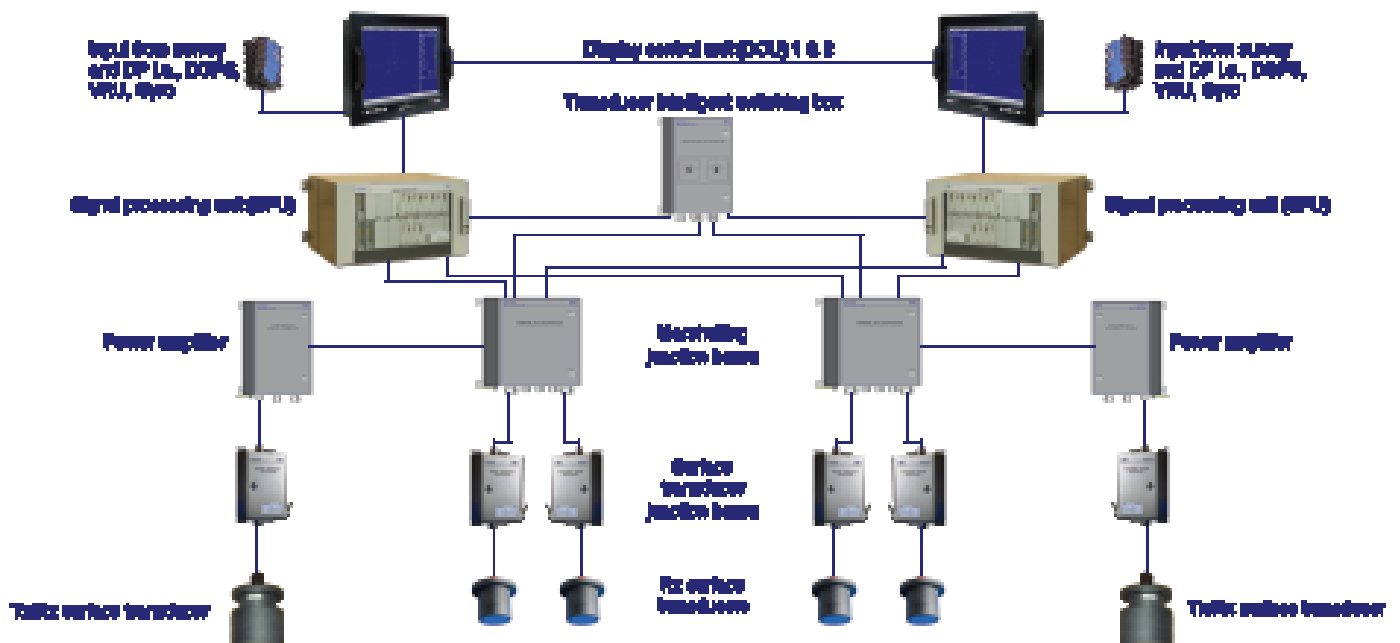 Input from survey
and DP i.e., DGPS,
VRU, Gyro
Display control unit (DCU) 1 & 2
Input from survey
and DP i.e., DGPS,
VRU, Gyro
Transducer intelligent switching box
Signal processing unit (SPU)
Signal processing unit (SPU)
Power amplifier
Marshalling
junction boxes
Power amplifier
Surface
transducer
junction boxes
Tx/Rx surface transducer
Rx surface
transducers
Tx/Rx surface transducer